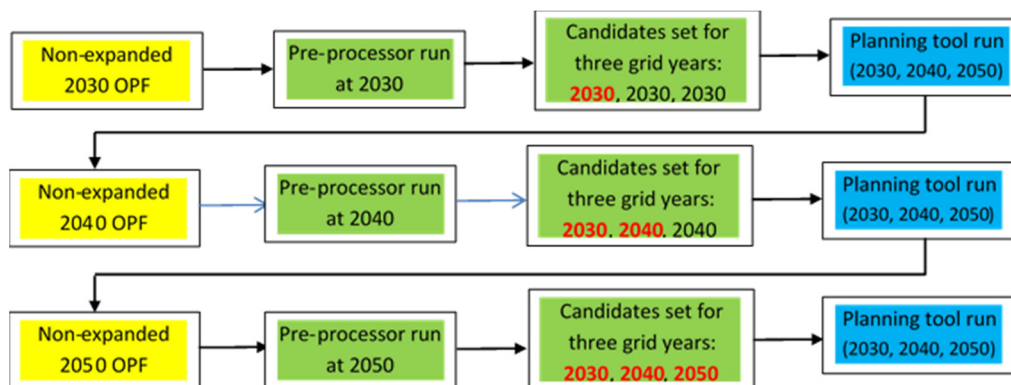 Non-expanded
2030 OPF
Pre-processor run
at 2030
Candidates set for
three grid years:
2030, 2030, 2030
Planning tool run
(2030, 2040, 2050)
Non-expanded
2040 OPF
Pre-processor run
at 2040
Candidates set for
three grid years:
2030, 2040, 2040
Planning tool run
(2030, 2040, 2050)
Non-expanded
2050 OPF
Pre-processor run
at 2050
Candidates set for
three grid years:
2030, 2040, 2050
Planning tool run
(2030, 2040, 2050)